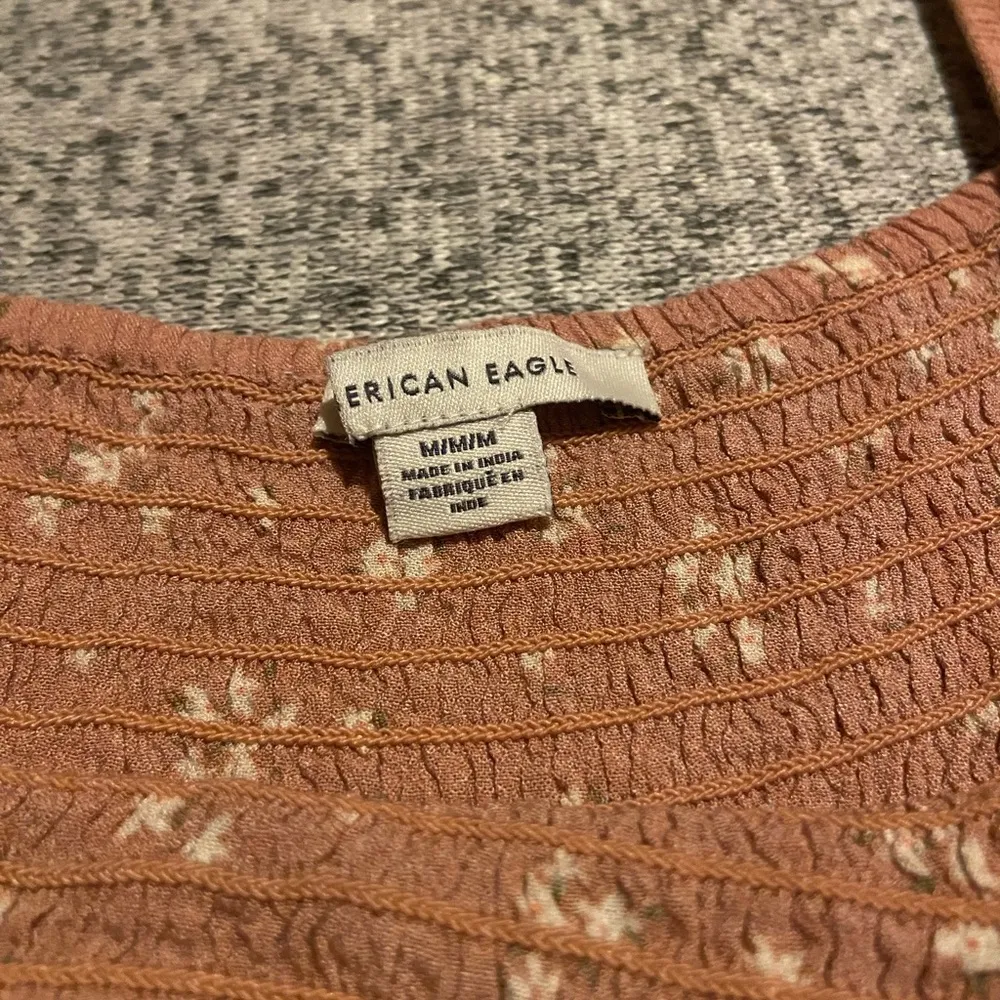 ERICAN EAGLE
M/M/M
MADE IN INDIA
FABRIQUÉ EN
INDE